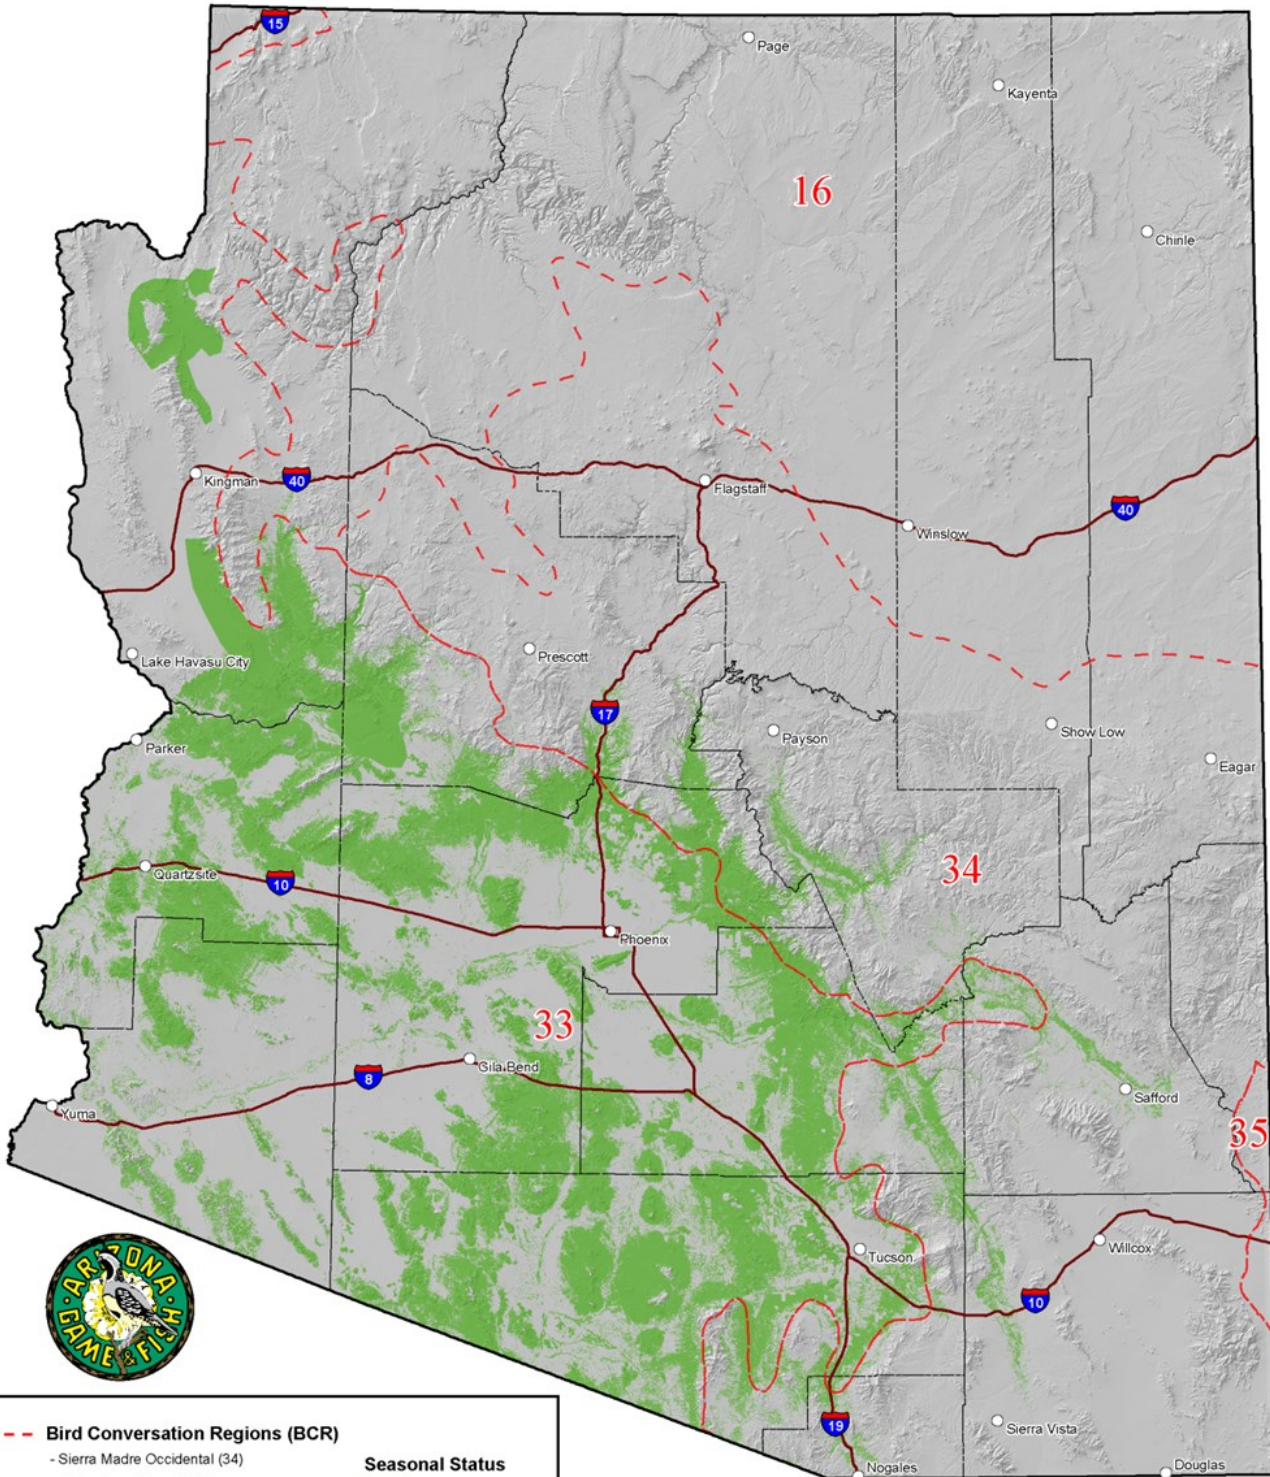 15
Page
Kayenta
16
Chinle
Kingman
40
Flagstaff
40
Winslow
Lake Havasu City
Prescott
17
Payson
Show Low
Parker
Eagar
Quartzsite
10
34
Phoenix
33
Gila Bend
8
Safford
Yuma
35
Tucson
Willcox
10
ARIZONA
GAME & FISH
19
Sierra Vista
Nogales
Douglas
Bird Conversation Regions (BCR)
- Sierra Madre Occidental (34)
Seasonal Status